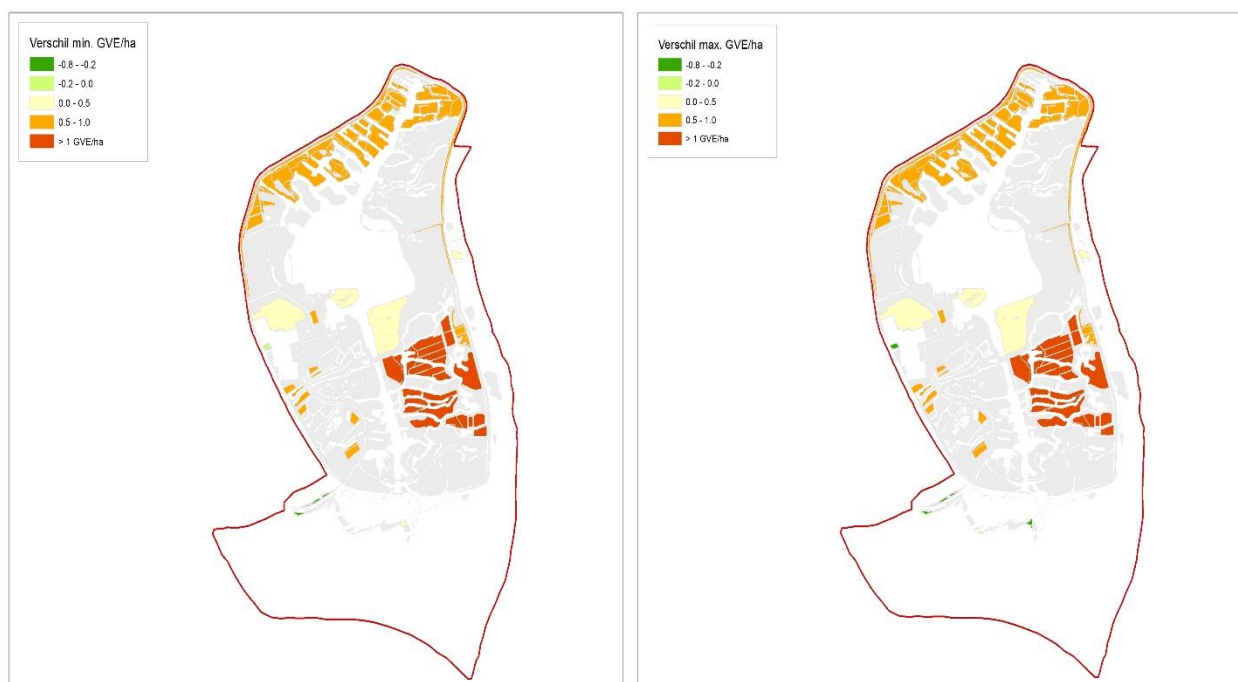 Verschil min. GVE/ha
-0.8 - -0.2
-0.2 - 0.0
0.0 - 0.5
0.5 - 1.0
> 1 GVE/ha
Verschil max. GVE/ha
-0.8 - -0.2
-0.2 - 0.0
0.0 - 0.5
0.5 - 1.0
> 1 GVE/ha